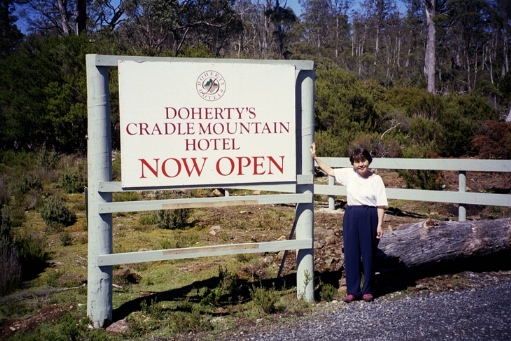 DOHERTY'S
CRADLE MOUNTAIN
HOTEL
NOW OPEN